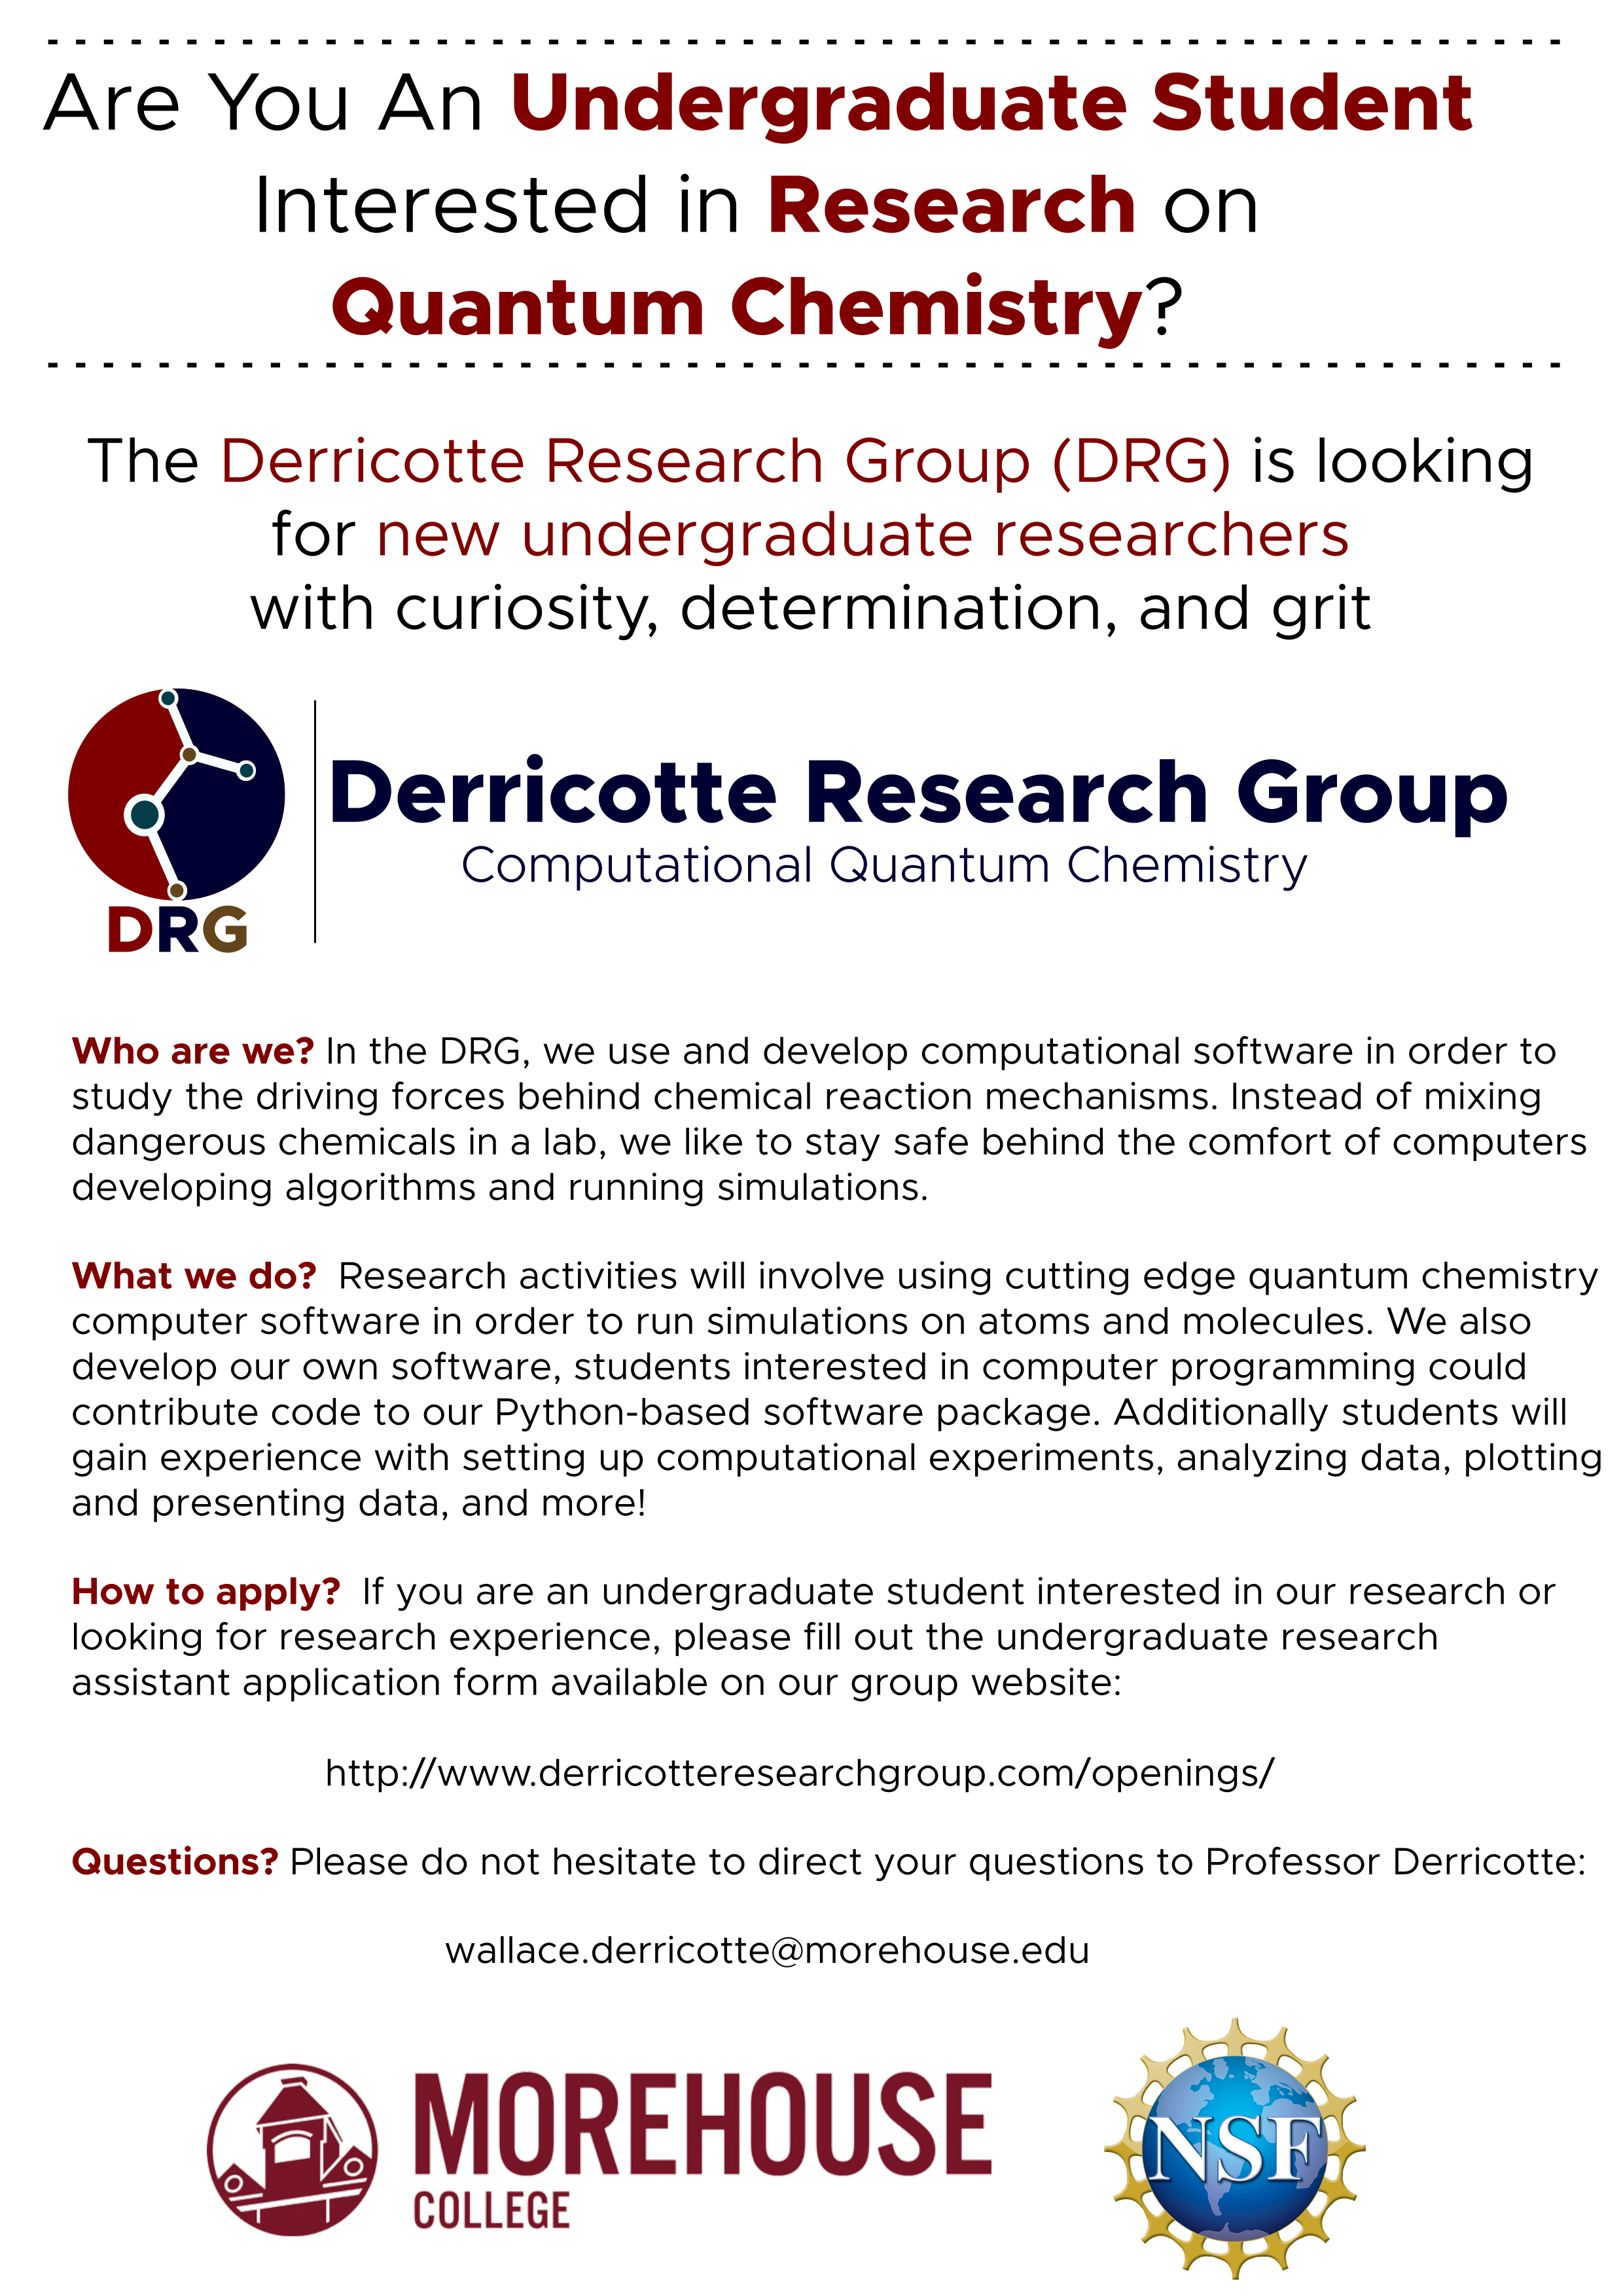 Are You An Undergraduate Student
Interested in Research on
Quantum Chemistry?
The Derricotte Research Group (DRG) is looking
for new undergraduate researchers
with curiosity, determination, and grit
DRG
Derricotte Research Group
Computational Quantum Chemistry
Who are we? In the DRG, we use and develop computational software in order to
study the driving forces behind chemical reaction mechanisms. Instead of mixing
dangerous chemicals in a lab, we like to stay safe behind the comfort of computers
developing algorithms and running simulations.
What we do? Research activities will involve using cutting edge quantum chemistry
computer software in order to run simulations on atoms and molecules. We also
develop our own software, students interested in computer programming could
contribute code to our Python-based software package. Additionally students will
gain experience with setting up computational experiments, analyzing data, plotting
and presenting data, and more!
How to apply? If you are an undergraduate student interested in our research or
looking for research experience, please fill out the undergraduate research
assistant application form available on our group website:
http://www.derricotteresearchgroup.com/openings/
Questions? Please do not hesitate to direct your questions to Professor Derricotte:
wallace.derricotte@morehouse.edu
MOREHOUSE
COLLEGE
NSF